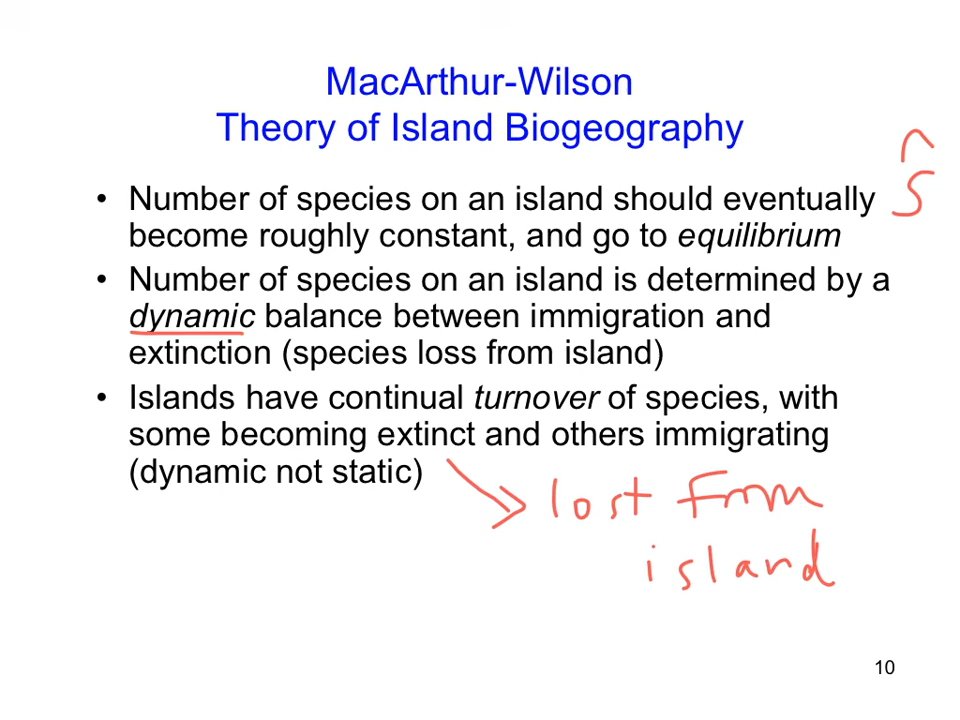 MacArthur-Wilson
Theory of Island Biogeography
• Number of species on an island should eventually
become roughly constant, and go to equilibrium
Ŝ
• Number of species on an island is determined by a
dynamic balance between immigration and
extinction (species loss from island)
• Islands have continual turnover of species, with
some becoming extinct and others immigrating
(dynamic not static)
lost from
island
10